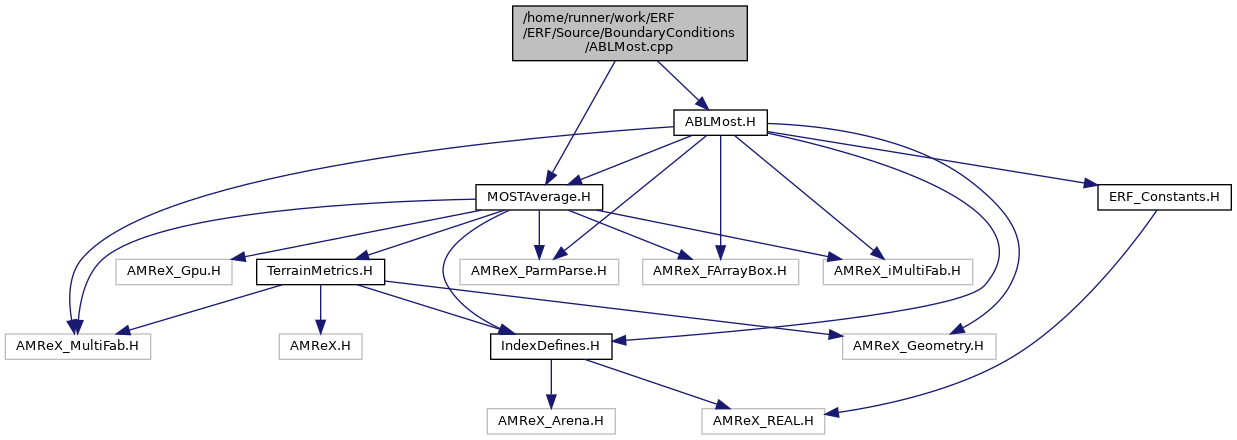 /home/runner/work/ERF
/ERF/Source/BoundaryConditions
/ABLMost.cpp
ABLMost.H
MOSTAverage.H
ERF_Constants.H
AMReX_Gpu.H
TerrainMetrics.H
AMReX_ParmParse.H
AMReX_FArrayBox.H
AMReX_iMultiFab.H
AMReX_MultiFab.H
AMReX.H
IndexDefines.H
AMReX_Geometry.H
AMReX_Arena.H
AMReX_REAL.H